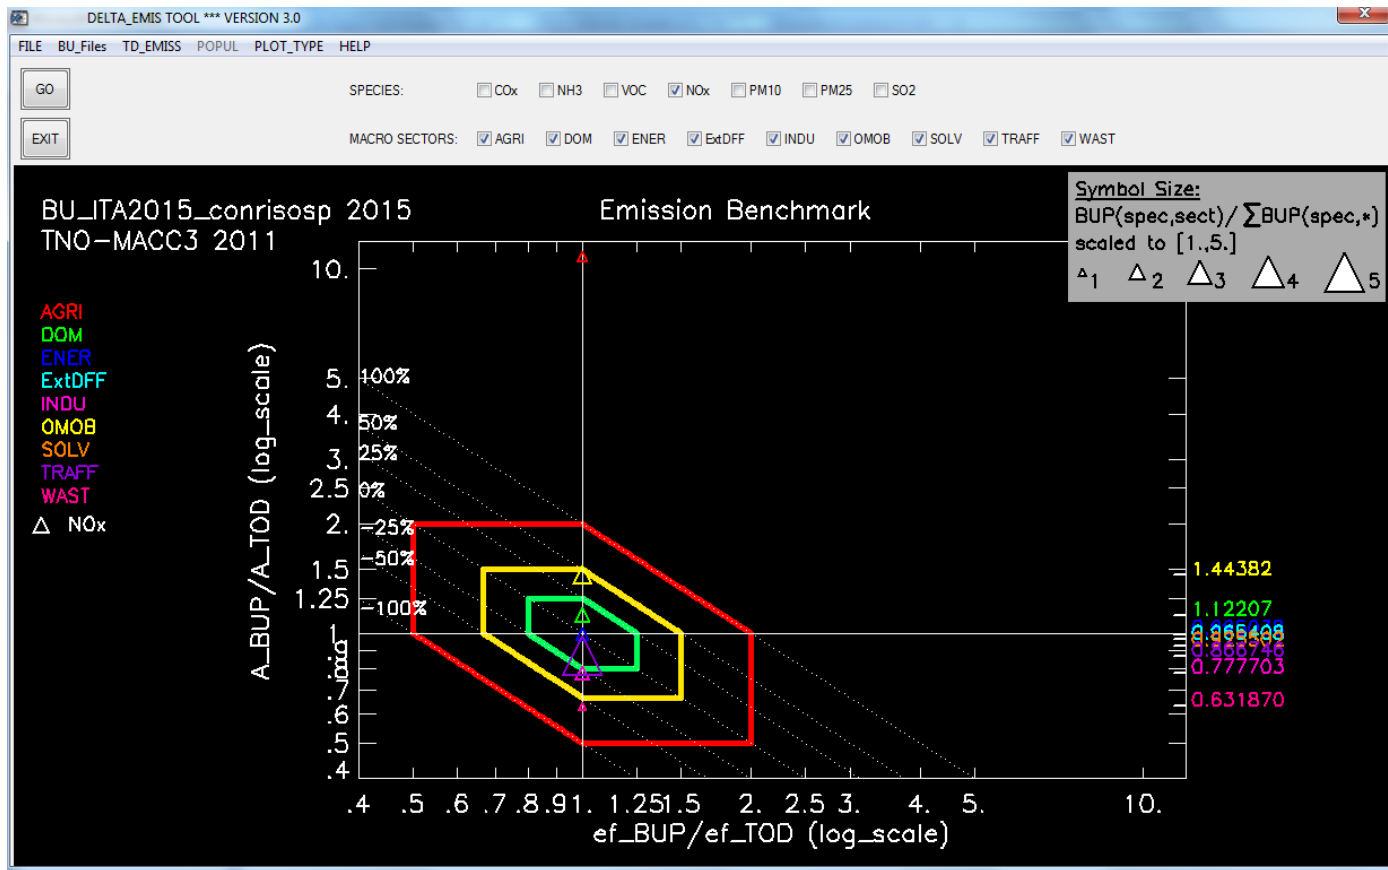 DELTA_EMIS TOOL *** VERSION 3.0
x
FILE BU_Files TD_EMISS POPUL PLOT_TYPE HELP
GO
SPECIES: COx NH3 VOC NOx PM10 PM25 SO2
EXIT
MACRO SECTORS: AGRI DOM ENER ExtDFF INDU OMOB SOLV TRAFF WAST
BU_ITA2015_conrisosp 2015
TNO-MACC3 2011
Emission Benchmark
Symbol Size:
BUP(spec,sect)/ΣBUP(spec,*)
scaled to [1.,5.]
1 2 3 4 5
AGRI
DOM
ENER
ExtDFF
INDU
OMOB
SOLV
TRAFF
WAST
NOx
A_BUP/A_TOD (log_scale)
10.
5.
4.
3.
2.5
2.
1.5
1.25
1.
.9
.8
.7
.6
.5
.4
100%
50%
25%
0%
-25%
-50%
-100%
1.44382
1.12207
0.866746
0.777703
0.631870
.4 .5 .6 .7 .8 .9 1. 1.25 1.5 2. 2.5 3. 4. 5. 10.
ef_BUP/ef_TOD (log_scale)